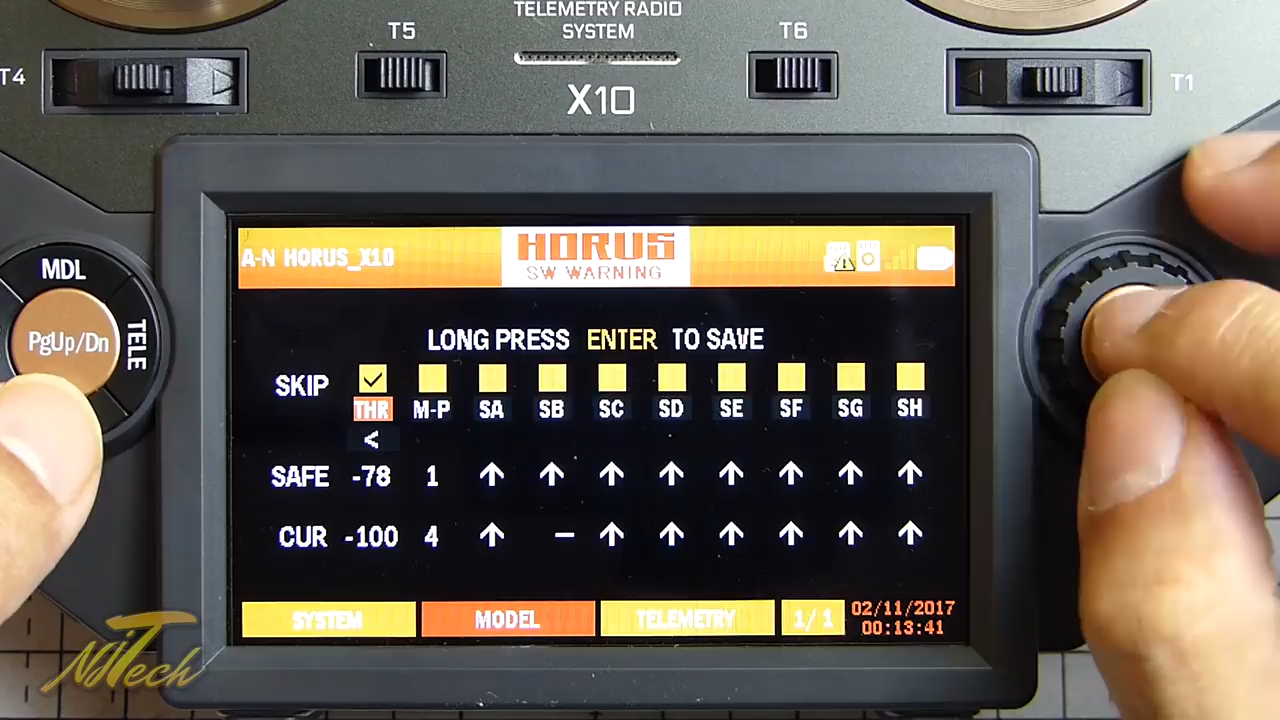 TELEMETRY RADIO
SYSTEM
T5
T6
T4
T1
X10
MDL
PgUp/Dn
TELE
A-N HORUS_X10
HORUS
SW WARNING
LONG PRESS ENTER TO SAVE
SKIP
THR M-P SA SB SC SD SE SF SG SH
<
SAFE -78 1 ↑ ↑ ↑ ↑ ↑ ↑ ↑ ↑
CUR -100 4 ↑ – ↑ ↑ ↑ ↑ ↑ ↑
SYSTEM MODEL TELEMETRY 1/1 02/11/2017
00:13:41
NJTech